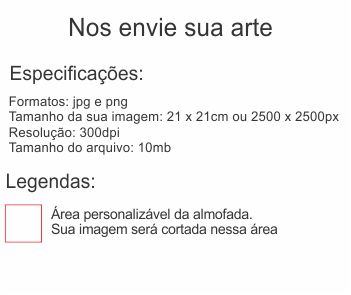 Nos envie sua arte
Especificações:
Formatos: jpg e png
Tamanho da sua imagem: 21 x 21cm ou 2500 x 2500px
Resolução: 300dpi
Tamanho do arquivo: 10mb
Legendas:
Área personalizável da almofada.
Sua imagem será cortada nessa área